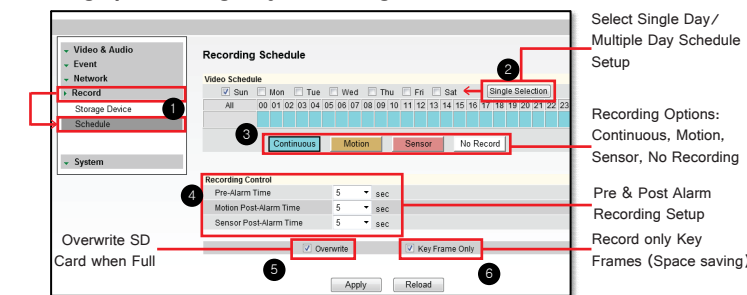 Select Single Day/
Multiple Day Schedule
Setup
Video & Audio
Event
Network
Record
Storage Device
Schedule
System
1
Recording Schedule
2
Video Schedule
Sun Mon Tue Wed Thu Fri Sat Single Selection
All 00 01 02 03 04 05 06 07 08 09 10 11 12 13 14 15 16 17 18 19 20 21 22 23
3
Continuous Motion Sensor No Record
Recording Options:
Continuous, Motion,
Sensor, No Recording
4
Recording Control
Pre-Alarm Time 5 sec
Motion Post-Alarm Time 5 sec
Sensor Post-Alarm Time 5 sec
Pre & Post Alarm
Recording Setup
Overwrite SD
Card when Full
Overwrite Key Frame Only
Record only Key
Frames (Space saving)
5
6
Apply Reload